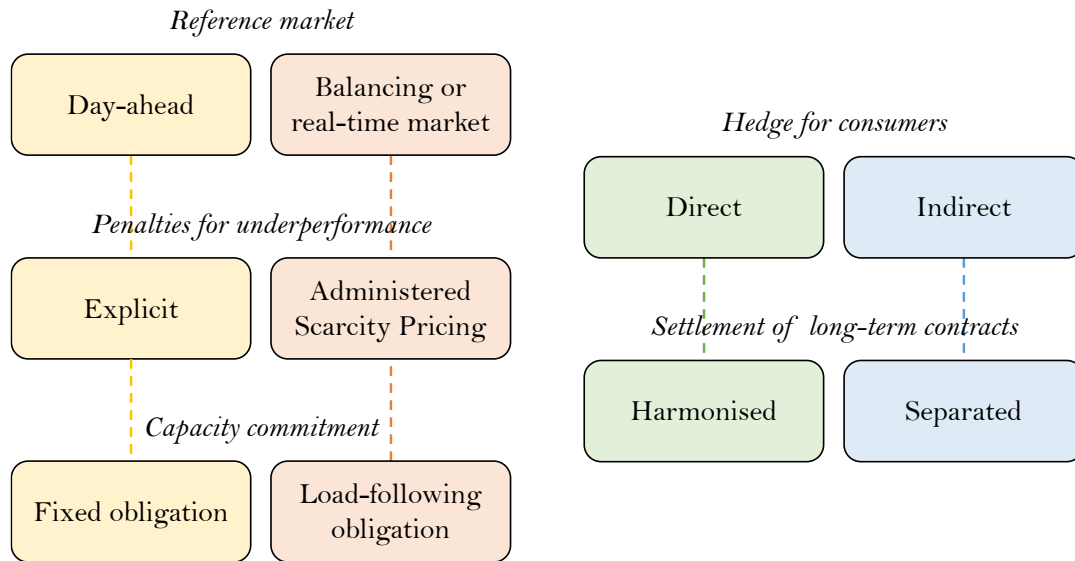 Reference market
Day-ahead
Balancing or
real-time market
Penalties for underperformance
Explicit
Administered
Scarcity Pricing
Capacity commitment
Fixed obligation
Load-following
obligation
Hedge for consumers
Direct
Indirect
Settlement of long-term contracts
Harmonised
Separated